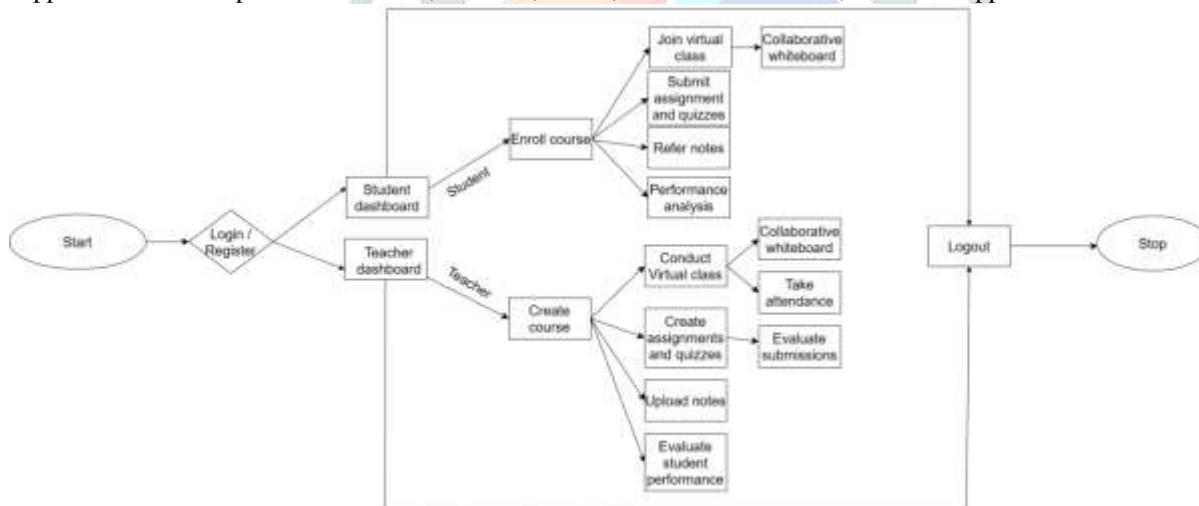 Join virtual
class
Collaborative
whiteboard
Submit
assignment
and quizzes
Enroll course
Refer notes
Student
Student
dashboard
Performance
analysis
Start
Login /
Register
Teacher
dashboard
Teacher
Collaborative
whiteboard
Conduct
Virtual class
Logout
Stop
Take
attendance
Create
course
Create
assignments
and quizzes
Evaluate
submissions
Upload notes
Evaluate
student
performance